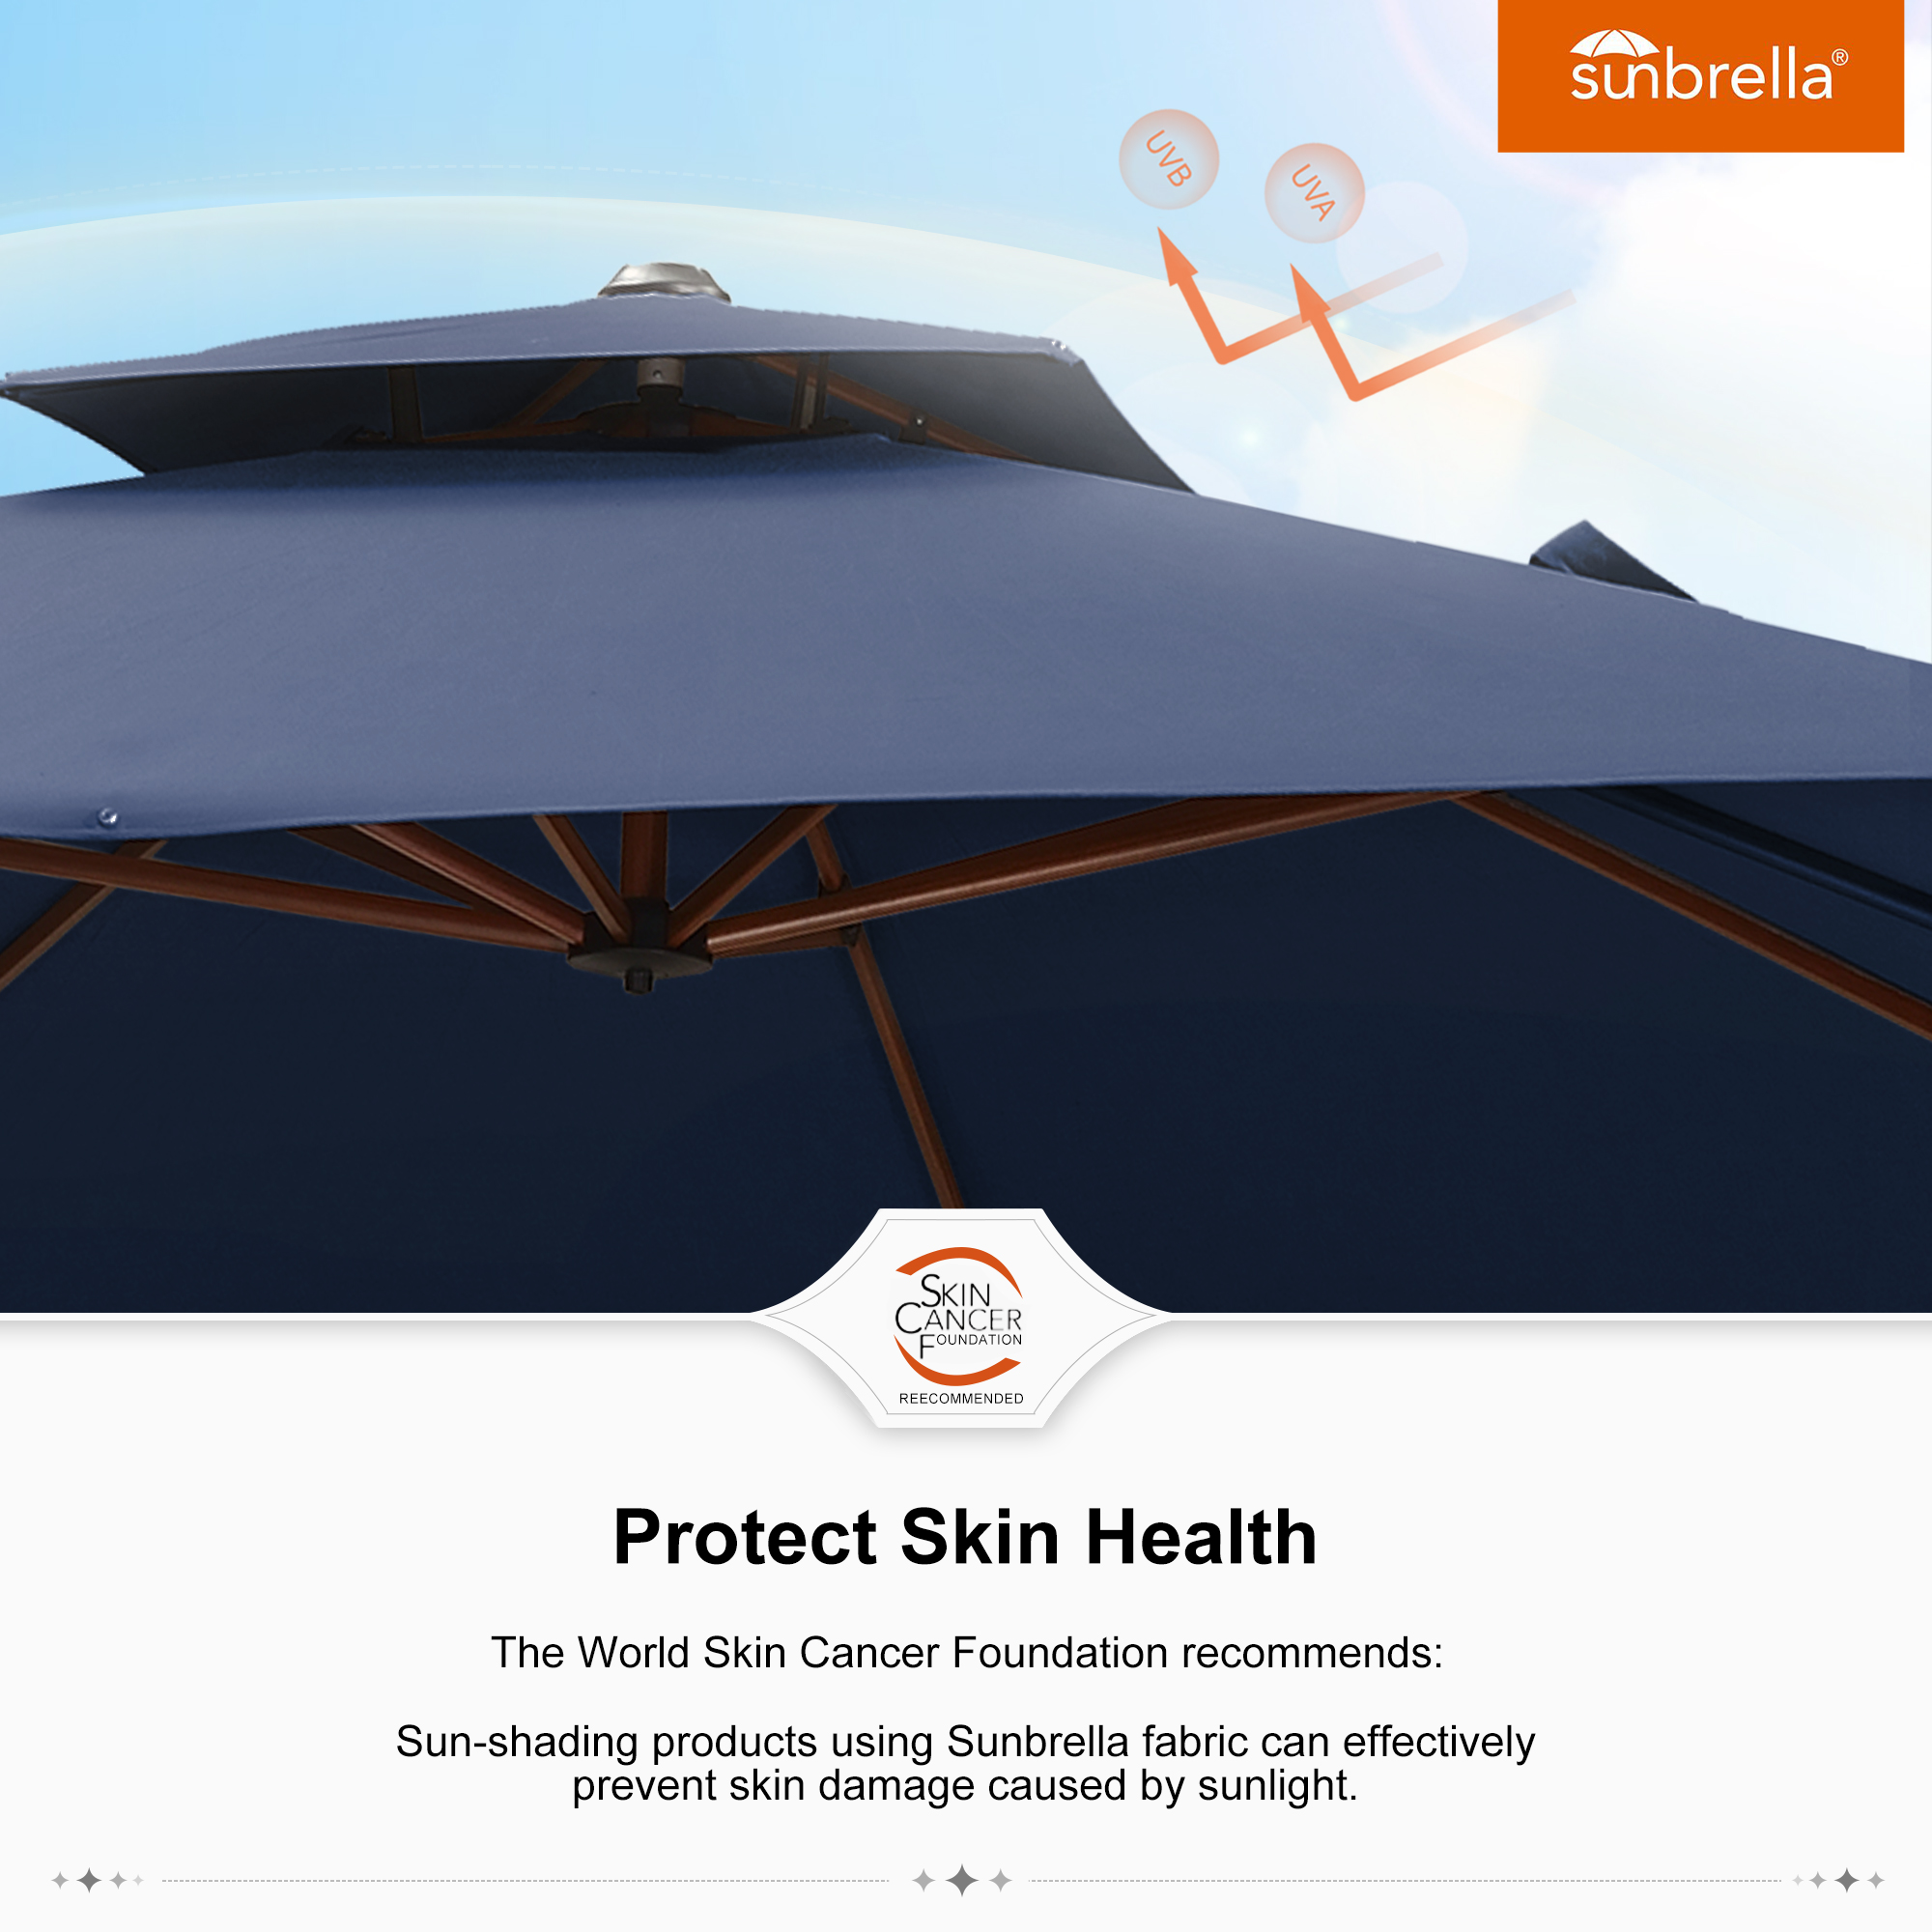 sunbrella®
UVB
UVA
SKIN
CANCER
FOUNDATION
REECOMMENDED
Protect Skin Health
The World Skin Cancer Foundation recommends:
Sun-shading products using Sunbrella fabric can effectively
prevent skin damage caused by sunlight.